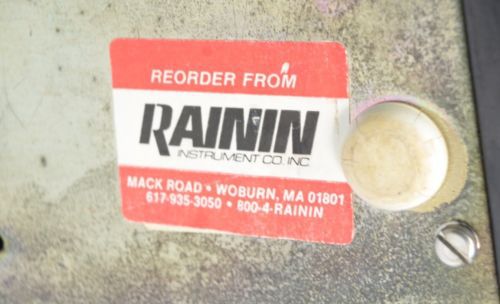 REORDER FROM
RAININ
INSTRUMENT CO. INC.
MACK ROAD • WOBURN, MA 01801
617-935-3050 • 800-4-RAININ